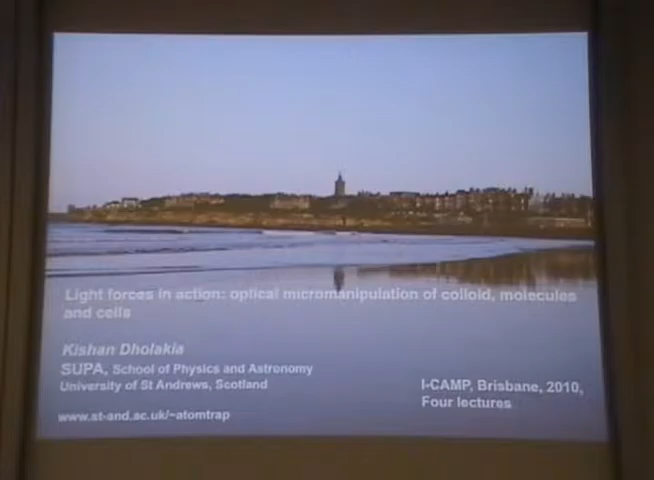 Light forces in action: optical micromanipulation of colloid, molecules
and cells
Kishan Dholakia
SUPA, School of Physics and Astronomy
University of St Andrews, Scotland
www.st-and.ac.uk/~atomtrap
I-CAMP, Brisbane, 2010,
Four lectures